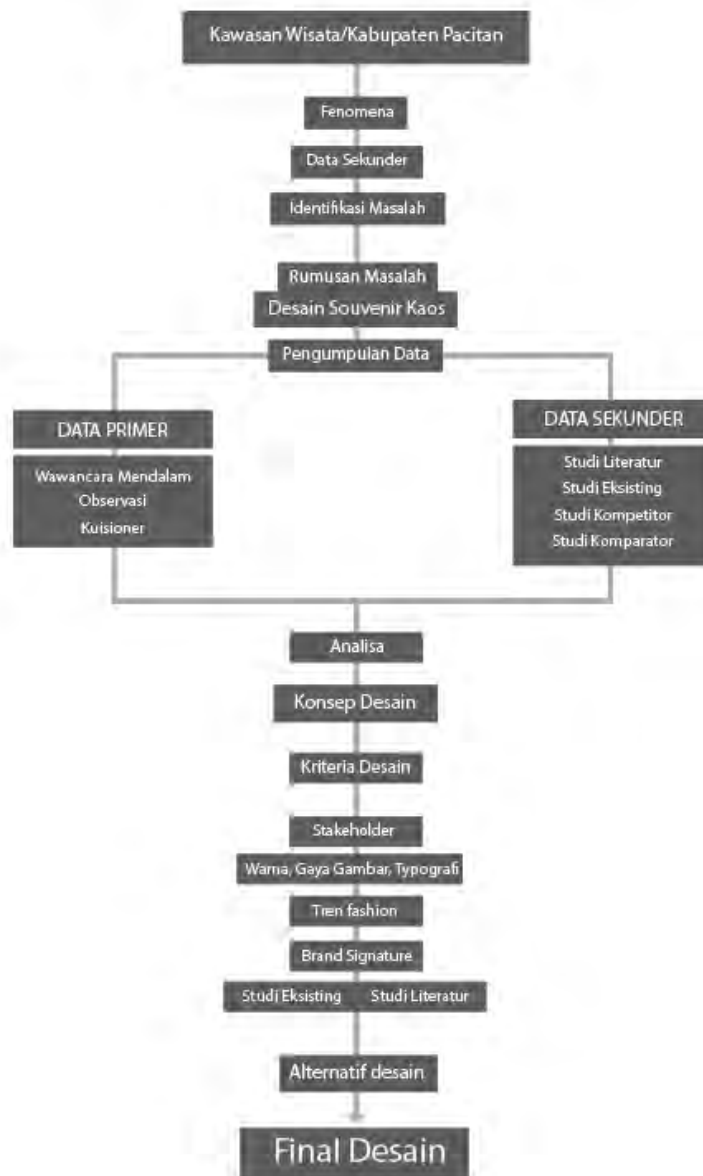 Kawasan Wisata/Kabupaten Pacitan
Fenomena
Data Sekunder
Identifikasi Masalah
Rumusan Masalah
Desain Souvenir Kaos
Pengumpulan Data
DATA PRIMER
Wawancara Mendalam
Observasi
Kuisioner
DATA SEKUNDER
Studi Literatur
Studi Eksisting
Studi Kompetitor
Studi Komparator
Analisa
Konsep Desain
Kriteria Desain
Stakeholder
Warna, Gaya Gambar, Typografi
Tren fashion
Brand Signature
Studi Eksisting Studi Literatur
Alternatif desain
Final Desain